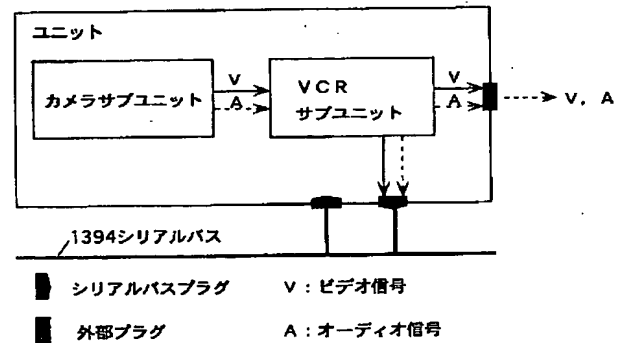 ユニット
カメラサブユニット
V
A
VCR
サブユニット
V
A
V, A
1394シリアルバス
シリアルバスプラグ
V：ビデオ信号
外部プラグ
A：オーディオ信号